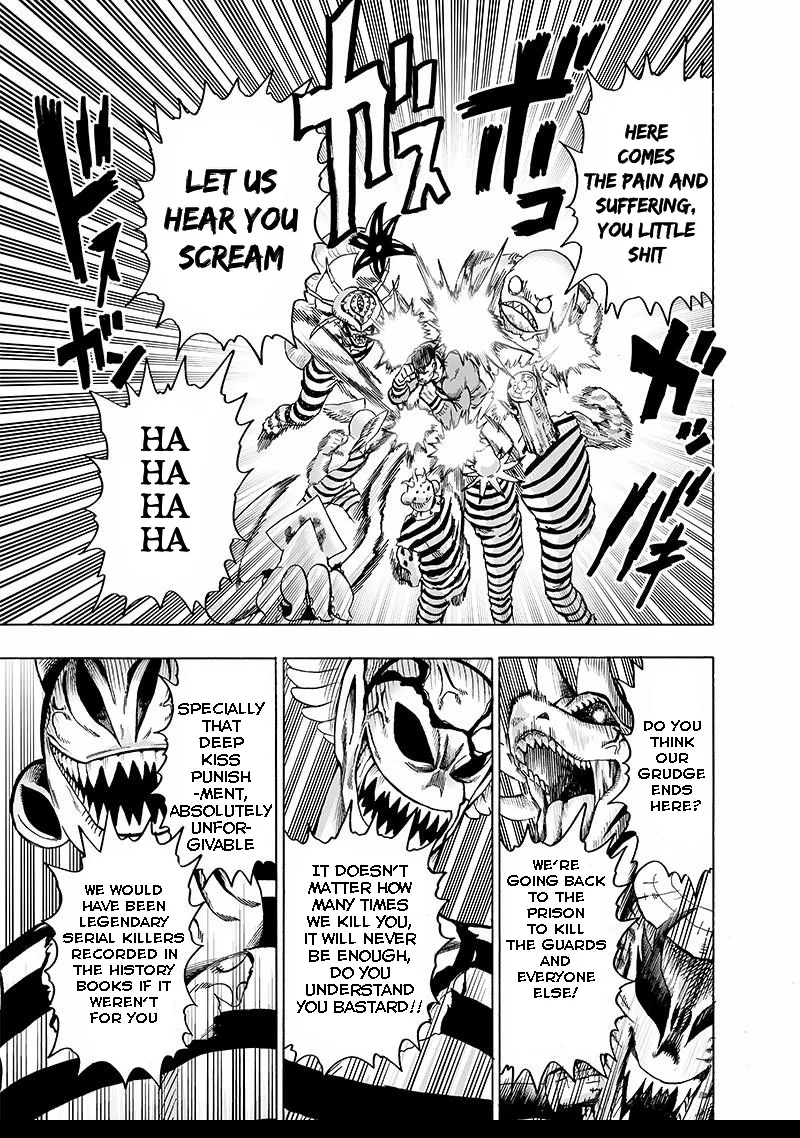 HERE
COMES
THE PAIN AND
SUFFERING,
YOU LITTLE
SHIT
ボコ
ガス
LET US
HEAR YOU
SCREAM
ドス
ガン
HA
HA
HA
HA
バキ
DO YOU
THINK
OUR
GRUDGE
ENDS
HERE?
WE'RE
GOING BACK
TO THE
PRISON
TO KILL
THE GUARDS
AND
EVERYONE
ELSE!
IT DOESN'T
MATTER HOW
MANY TIMES
WE KILL YOU,
IT WILL NEVER
BE ENOUGH,
DO YOU
UNDERSTAND
YOU BASTARD!!
SPECIALLY
THAT
DEEP
KISS
PUNISH
-MENT,
ABSOLUTELY
UNFOR-
GIVABLE
WE WOULD
HAVE BEEN
LEGENDARY
SERIAL KILLERS
RECORDED IN
THE HISTORY
BOOKS IF IT
WEREN'T
FOR YOU